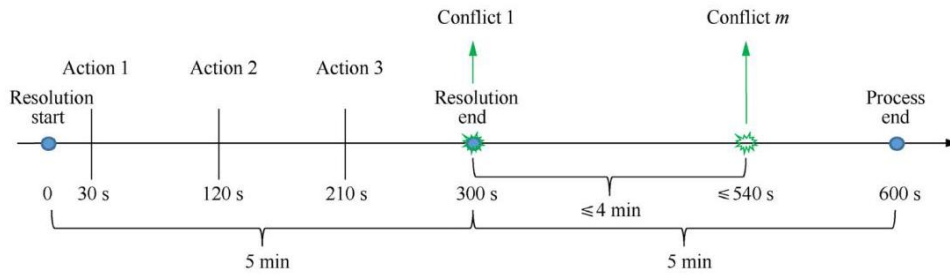 Conflict 1
Conflict m
Action 1
Action 2
Action 3
Resolution
start
Resolution
end
Process
end
0
30 s
120 s
210 s
300 s
≤540 s
600 s
≤4 min
5 min
5 min